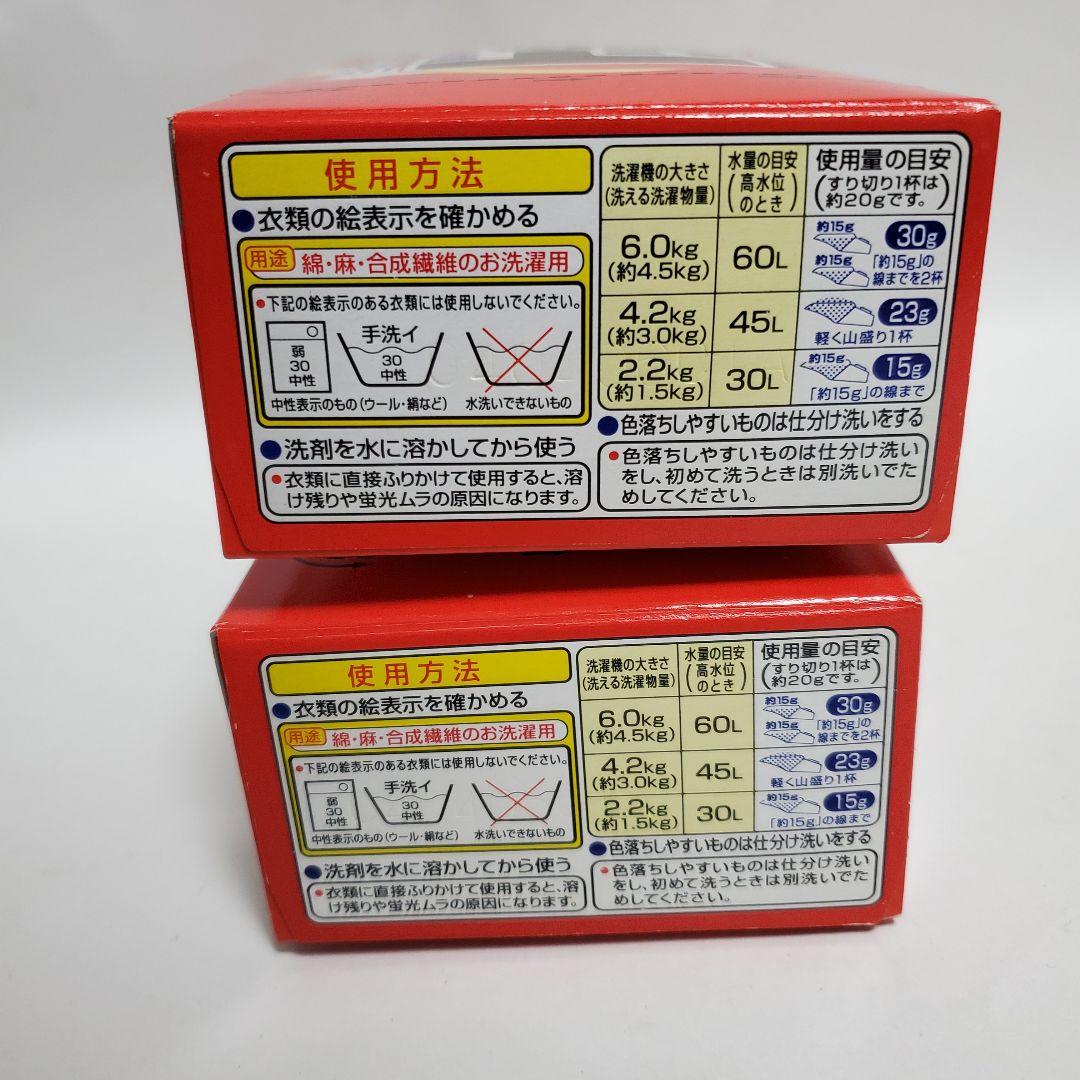 使用方法
●衣類の絵表示を確かめる
用途 綿・麻・合成繊維のお洗濯用
•下記の絵表示のある衣類には使用しないでください。
弱
30
中性
手洗イ
30
中性
中性表示のもの(ウール・絹など)
水洗いできないもの
●洗剤を水に溶かしてから使う
•衣類に直接ふりかけて使用すると、溶
け残りや蛍光ムラの原因になります。
洗濯機の大きさ
(洗える洗濯物量)
水量の目安
(高水位
のとき)
使用量の目安
(すり切り1杯は
約20gです。)
6.0kg
(約4.5kg)
60L
約15g
約15g
30g
「約15g」の
線までを2杯
4.2kg
(約3.0kg)
45L
23g
軽く山盛り1杯
2.2kg
(約1.5kg)
30L
約15g
15g
「約15g」の線まで
●色落ちしやすいものは仕分け洗いをする
•色落ちしやすいものは仕分け洗い
をし、初めて洗うときは別洗いでた
めしてください。
使用方法
●衣類の絵表示を確かめる
用途 綿・麻・合成繊維のお洗濯用
•下記の絵表示のある衣類には使用しないでください。
弱
30
中性
手洗イ
30
中性
中性表示のもの(ウール・絹など)
水洗いできないもの
●洗剤を水に溶かしてから使う
•衣類に直接ふりかけて使用すると、溶
け残りや蛍光ムラの原因になります。
洗濯機の大きさ
(洗える洗濯物量)
水量の目安
(高水位
のとき)
使用量の目安
(すり切り1杯は
約20gです。)
6.0kg
(約4.5kg)
60L
約15g
約15g
30g
「約15g」の
線までを2杯
4.2kg
(約3.0kg)
45L
23g
軽く山盛り1杯
2.2kg
(約1.5kg)
30L
約15g
15g
「約15g」の線まで
●色落ちしやすいものは仕分け洗いをする
•色落ちしやすいものは仕分け洗い
をし、初めて洗うときは別洗いでた
めしてください。